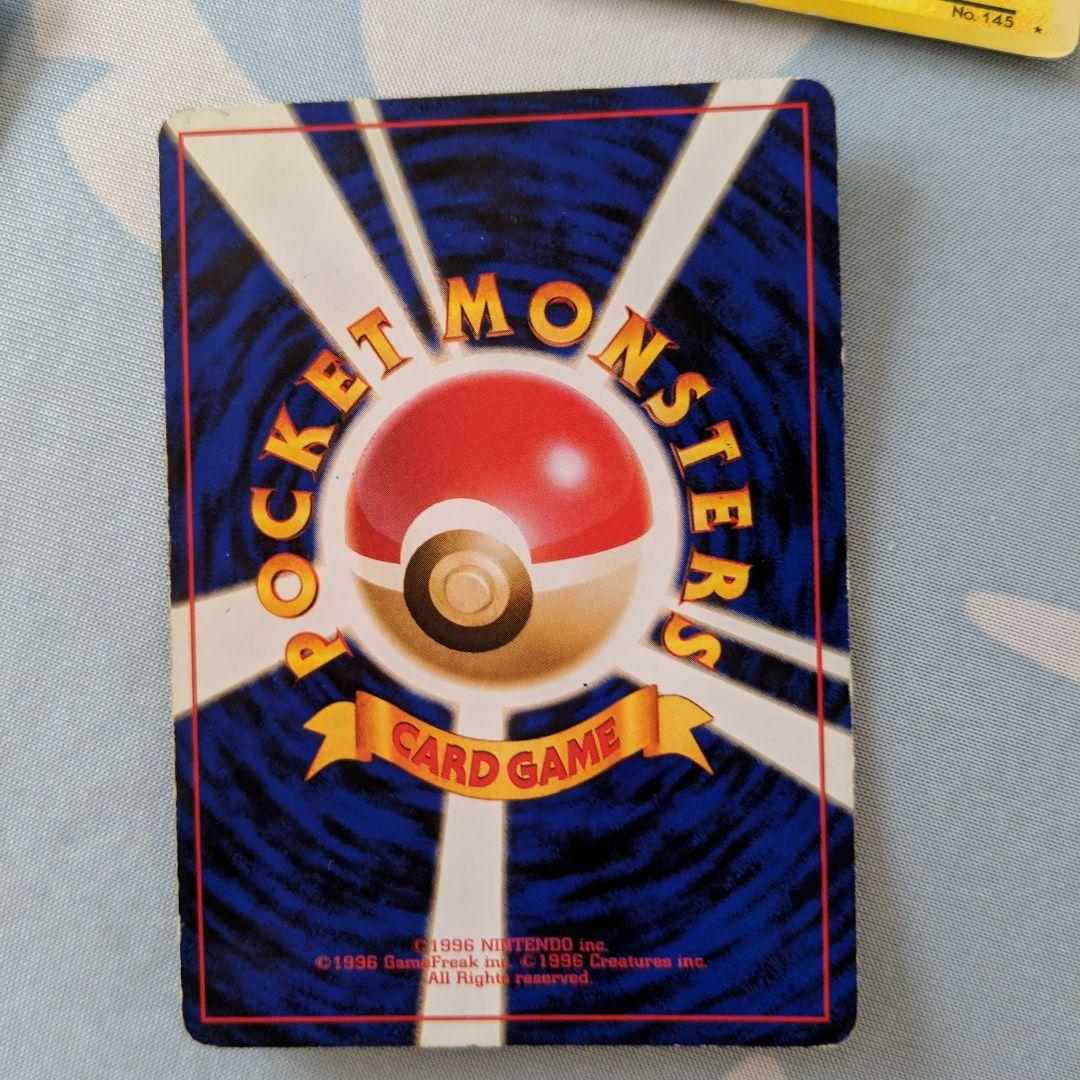 No. 145
POCKET MONSTERS
CARD GAME
©1996 NINTENDO inc.
©1996 GameFreak inc. ©1996 Creatures inc.
All Rights reserved.